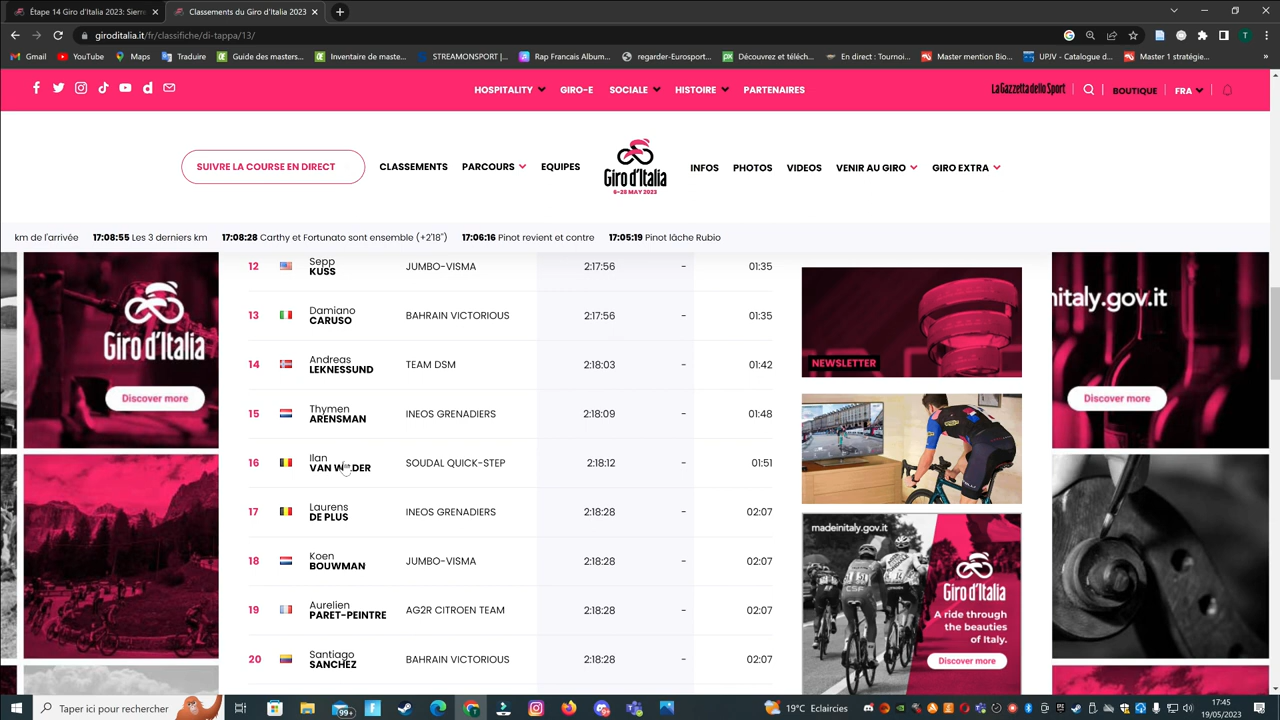 Étape 14 Giro d'Italia 2023: Sierre
Classements du Giro d'Italia 2023
giroditalia.it/fr/classifiche/di-tappa/13/
Gmail
YouTube
Maps
Traduire
Guide des master...
Inventaire de maste...
STREAMONSPORT |...
Rap Francais Album...
regarder-Eurosport...
Découvrez et téléch...
En direct : Tournoi...
Master mention Bio...
UPJV - Catalogue d...
Master 1 stratégie...
HOSPITALITY
GIRO-E
SOCIALE
HISTOIRE
PARTENAIRES
La Gazzetta dello Sport
BOUTIQUE
FRA
SUIVRE LA COURSE EN DIRECT
CLASSEMENTS
PARCOURS
EQUIPES
Giro d'Italia
6-28 MAY 2023
INFOS
PHOTOS
VIDEOS
VENIR AU GIRO
GIRO EXTRA
km de l'arrivée 17:08:55 Les 3 derniers km 17:08:28 Carthy et Fortunato sont ensemble (+2'18") 17:06:16 Pinot revient et contre 17:05:19 Pinot lâche Rubio
12 Sepp KUSS JUMBO-VISMA 2:17:56 - 01:35
13 Damiano CARUSO BAHRAIN VICTORIOUS 2:17:56 - 01:35
14 Andreas LEKNESSUND TEAM DSM 2:18:03 - 01:42
15 Thymen ARENSMAN INEOS GRENADIERS 2:18:09 - 01:48
16 Ilan VAN W DER SOUDAL QUICK-STEP 2:18:12 - 01:51
17 Laurens DE PLUS INEOS GRENADIERS 2:18:28 - 02:07
18 Koen BOUWMAN JUMBO-VISMA 2:18:28 - 02:07
19 Aurelien PARET-PEINTRE AG2R CITROEN TEAM 2:18:28 - 02:07
20 Santiago SANCHEZ BAHRAIN VICTORIOUS 2:18:28 - 02:07
Giro d'Italia
Discover more
NEWSLETTER
madeinitaly.gov.it
CSF
Giro d'Italia
A ride through
the beauties
of Italy.
Discover more
initaly.gov.it
Discover more
Taper ici pour rechercher
99+
19°C Eclaircies
17:45
19/05/2023